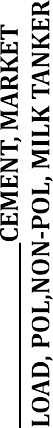 CEMENT, MARKET
LOAD, POL,NON-POL, MILK TANKER